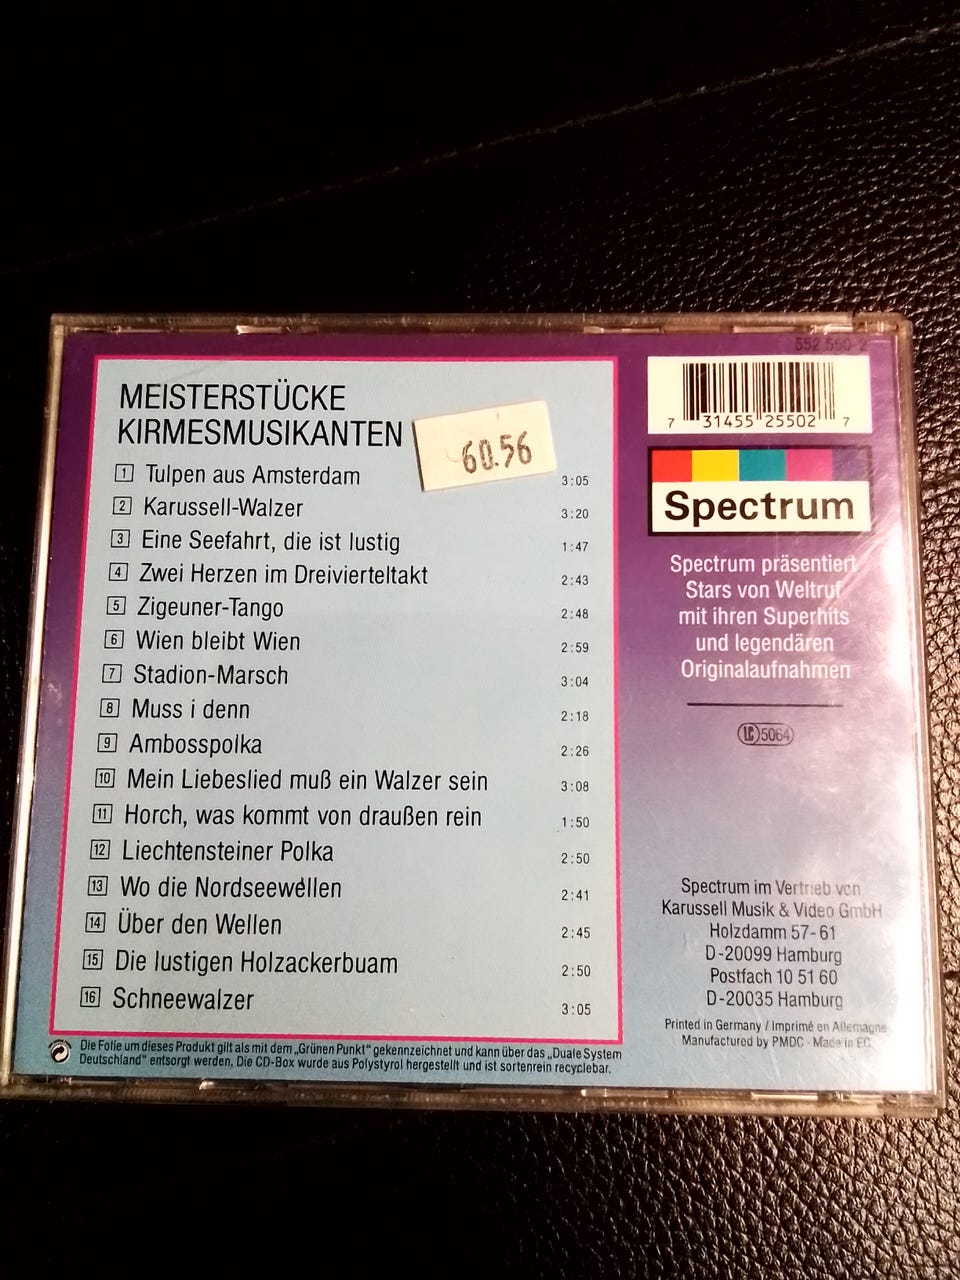 552 550-2
7 31455 25502 7
MEISTERSTÜCKE
KIRMESMUSIKANTEN
60.56
1 Tulpen aus Amsterdam 3:05
2 Karussell-Walzer 3:20
3 Eine Seefahrt, die ist lustig 1:47
4 Zwei Herzen im Dreivierteltakt 2:43
5 Zigeuner-Tango 2:48
6 Wien bleibt Wien 2:59
7 Stadion-Marsch 3:04
8 Muss i denn 2:18
9 Ambosspolka 2:26
10 Mein Liebeslied muß ein Walzer sein 3:08
11 Horch, was kommt von draußen rein 1:50
12 Liechtensteiner Polka 2:50
13 Wo die Nordseewellen 2:41
14 Über den Wellen 2:45
15 Die lustigen Holzackerbuam 2:50
16 Schneewalzer 3:05
Spectrum
Spectrum präsentiert
Stars von Weltruf
mit ihren Superhits
und legendären
Originalaufnahmen
LC 5064
Spectrum im Vertrieb von
Karussell Musik & Video GmbH
Holzdamm 57-61
D-20099 Hamburg
Postfach 10 51 60
D-20035 Hamburg
Printed in Germany / Imprimé en Allemagne
Manufactured by PMDC · Made in EC.
Die Folie um dieses Produkt gilt als mit dem „Grünen Punkt“ gekennzeichnet und kann über das „Duale System
Deutschland“ entsorgt werden. Die CD-Box wurde aus Polystyrol hergestellt und ist sortenrein recyclebar.